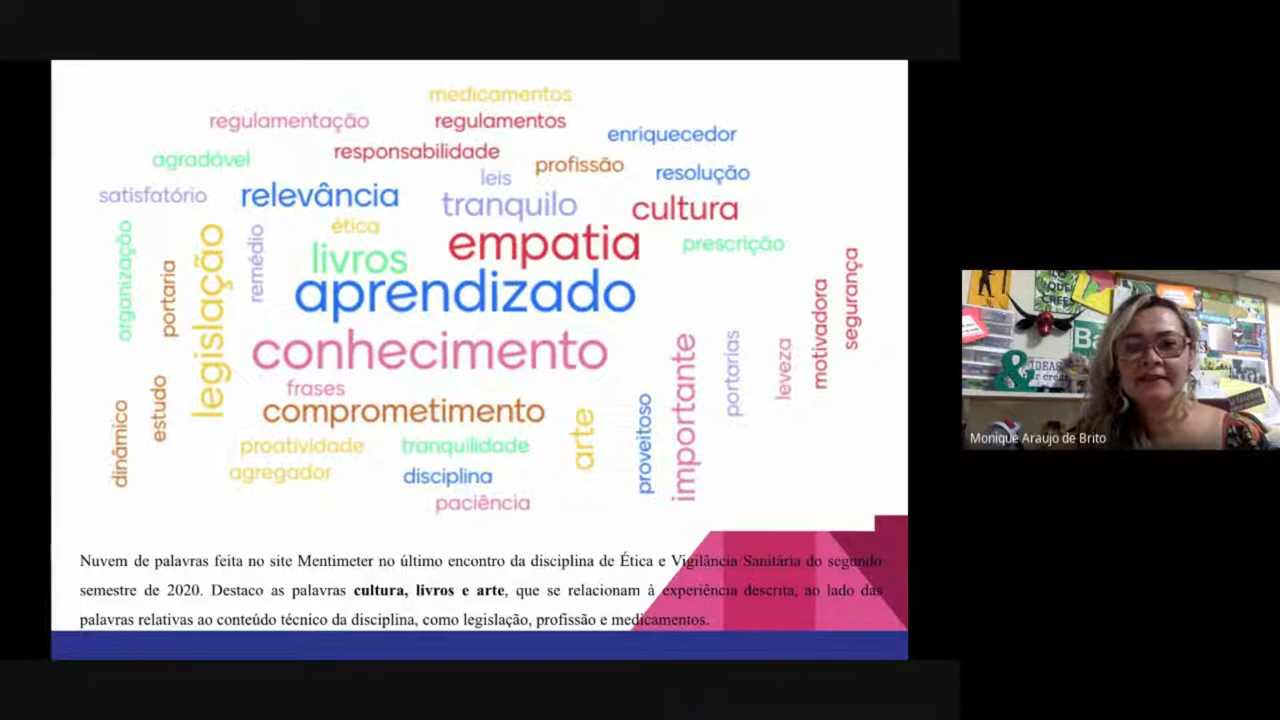 medicamentos
regulamentação
regulamentos
enriquecedor
agradável
responsabilidade
profissão
resolução
leis
satisfatório
relevância
tranquilo
cultura
organização
portaria
legislação
remédio
ética
livros
empatia
prescrição
aprendizado
segurança
motivadora
conhecimento
importante
portarias
leveza
frases
dinâmico
estudo
comprometimento
arte
proveitoso
proatividade
tranquilidade
agregador
disciplina
paciência
Nuvem de palavras feita no site Mentimeter no último encontro da disciplina de Ética e Vigilância Sanitária do segundo
semestre de 2020. Destaco as palavras cultura, livros e arte, que se relacionam à experiência descrita, ao lado das
palavras relativas ao conteúdo técnico da disciplina, como legislação, profissão e medicamentos.
QUE
CREE
Ba
&
IDEAS
Monique Araujo de Brito